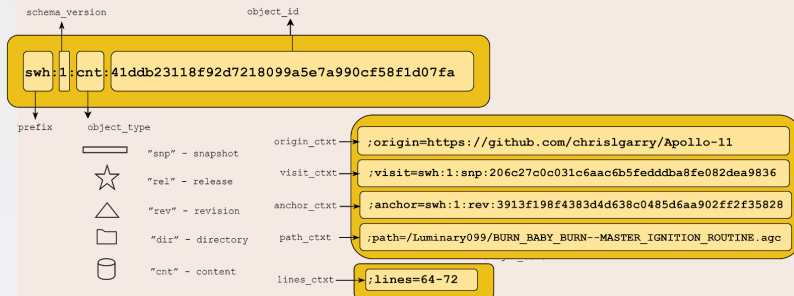 schema_version
object_id
swh:1:cnt:41ddb23118f92d7218099a5e7a990cf58f1d07fa
prefix
object_type
"snp" - snapshot
"rel" - release
"rev" - revision
"dir" - directory
"cnt" - content
origin_ctxt
;origin=https://github.com/chrislgarry/Apollo-11
visit_ctxt
;visit=swh:1:snp:206c27c0c031c6aac6b5fedddba8fe082dea9836
anchor_ctxt
;anchor=swh:1:rev:3913f198f4383d4d638c0485d6aa902ff2f35828
path_ctxt
;path=/Luminary099/BURN_BABY_BURN--MASTER_IGNITION_ROUTINE.agc
lines_ctxt
;lines=64-72